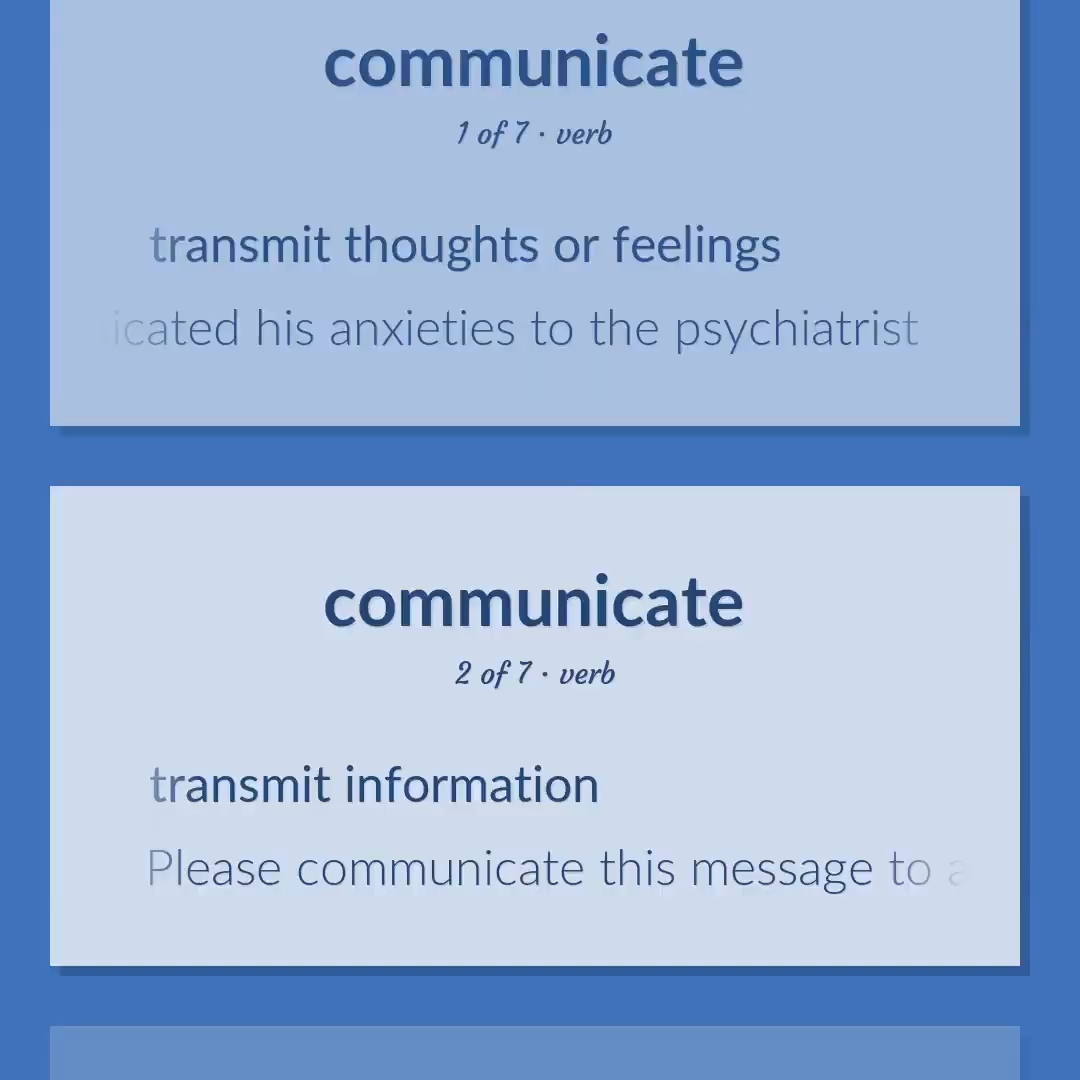 communicate
1 of 7 · verb
transmit thoughts or feelings
icated his anxieties to the psychiatrist
communicate
2 of 7 · verb
transmit information
Please communicate this message to a